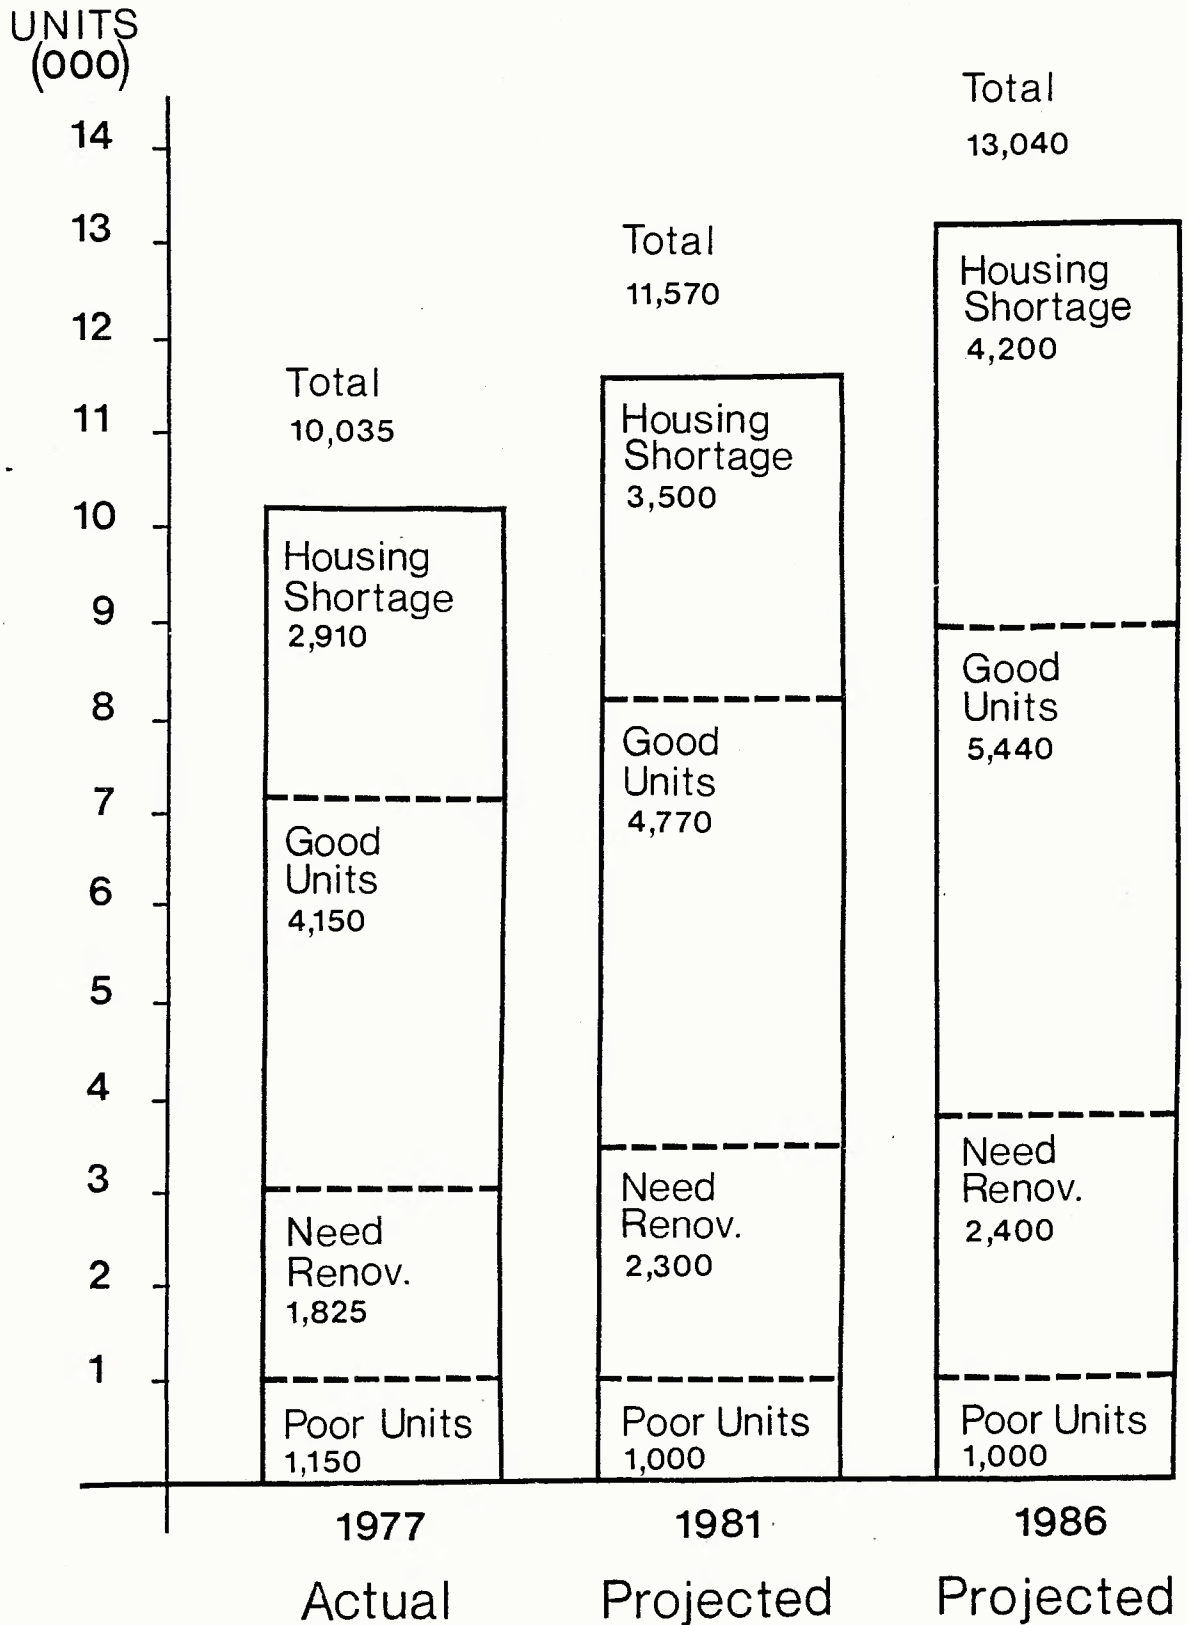 UNITS
(000)
14
13
12
11
10
9
8
7
6
5
4
3
2
1
Total
10,035
Housing
Shortage
2,910
Good
Units
4,150
Need
Renov.
1,825
Poor Units
1,150
1977
Actual
Total
11,570
Housing
Shortage
3,500
Good
Units
4,770
Need
Renov.
2,300
Poor Units
1,000
1981
Projected
Total
13,040
Housing
Shortage
4,200
Good
Units
5,440
Need
Renov.
2,400
Poor Units
1,000
1986
Projected